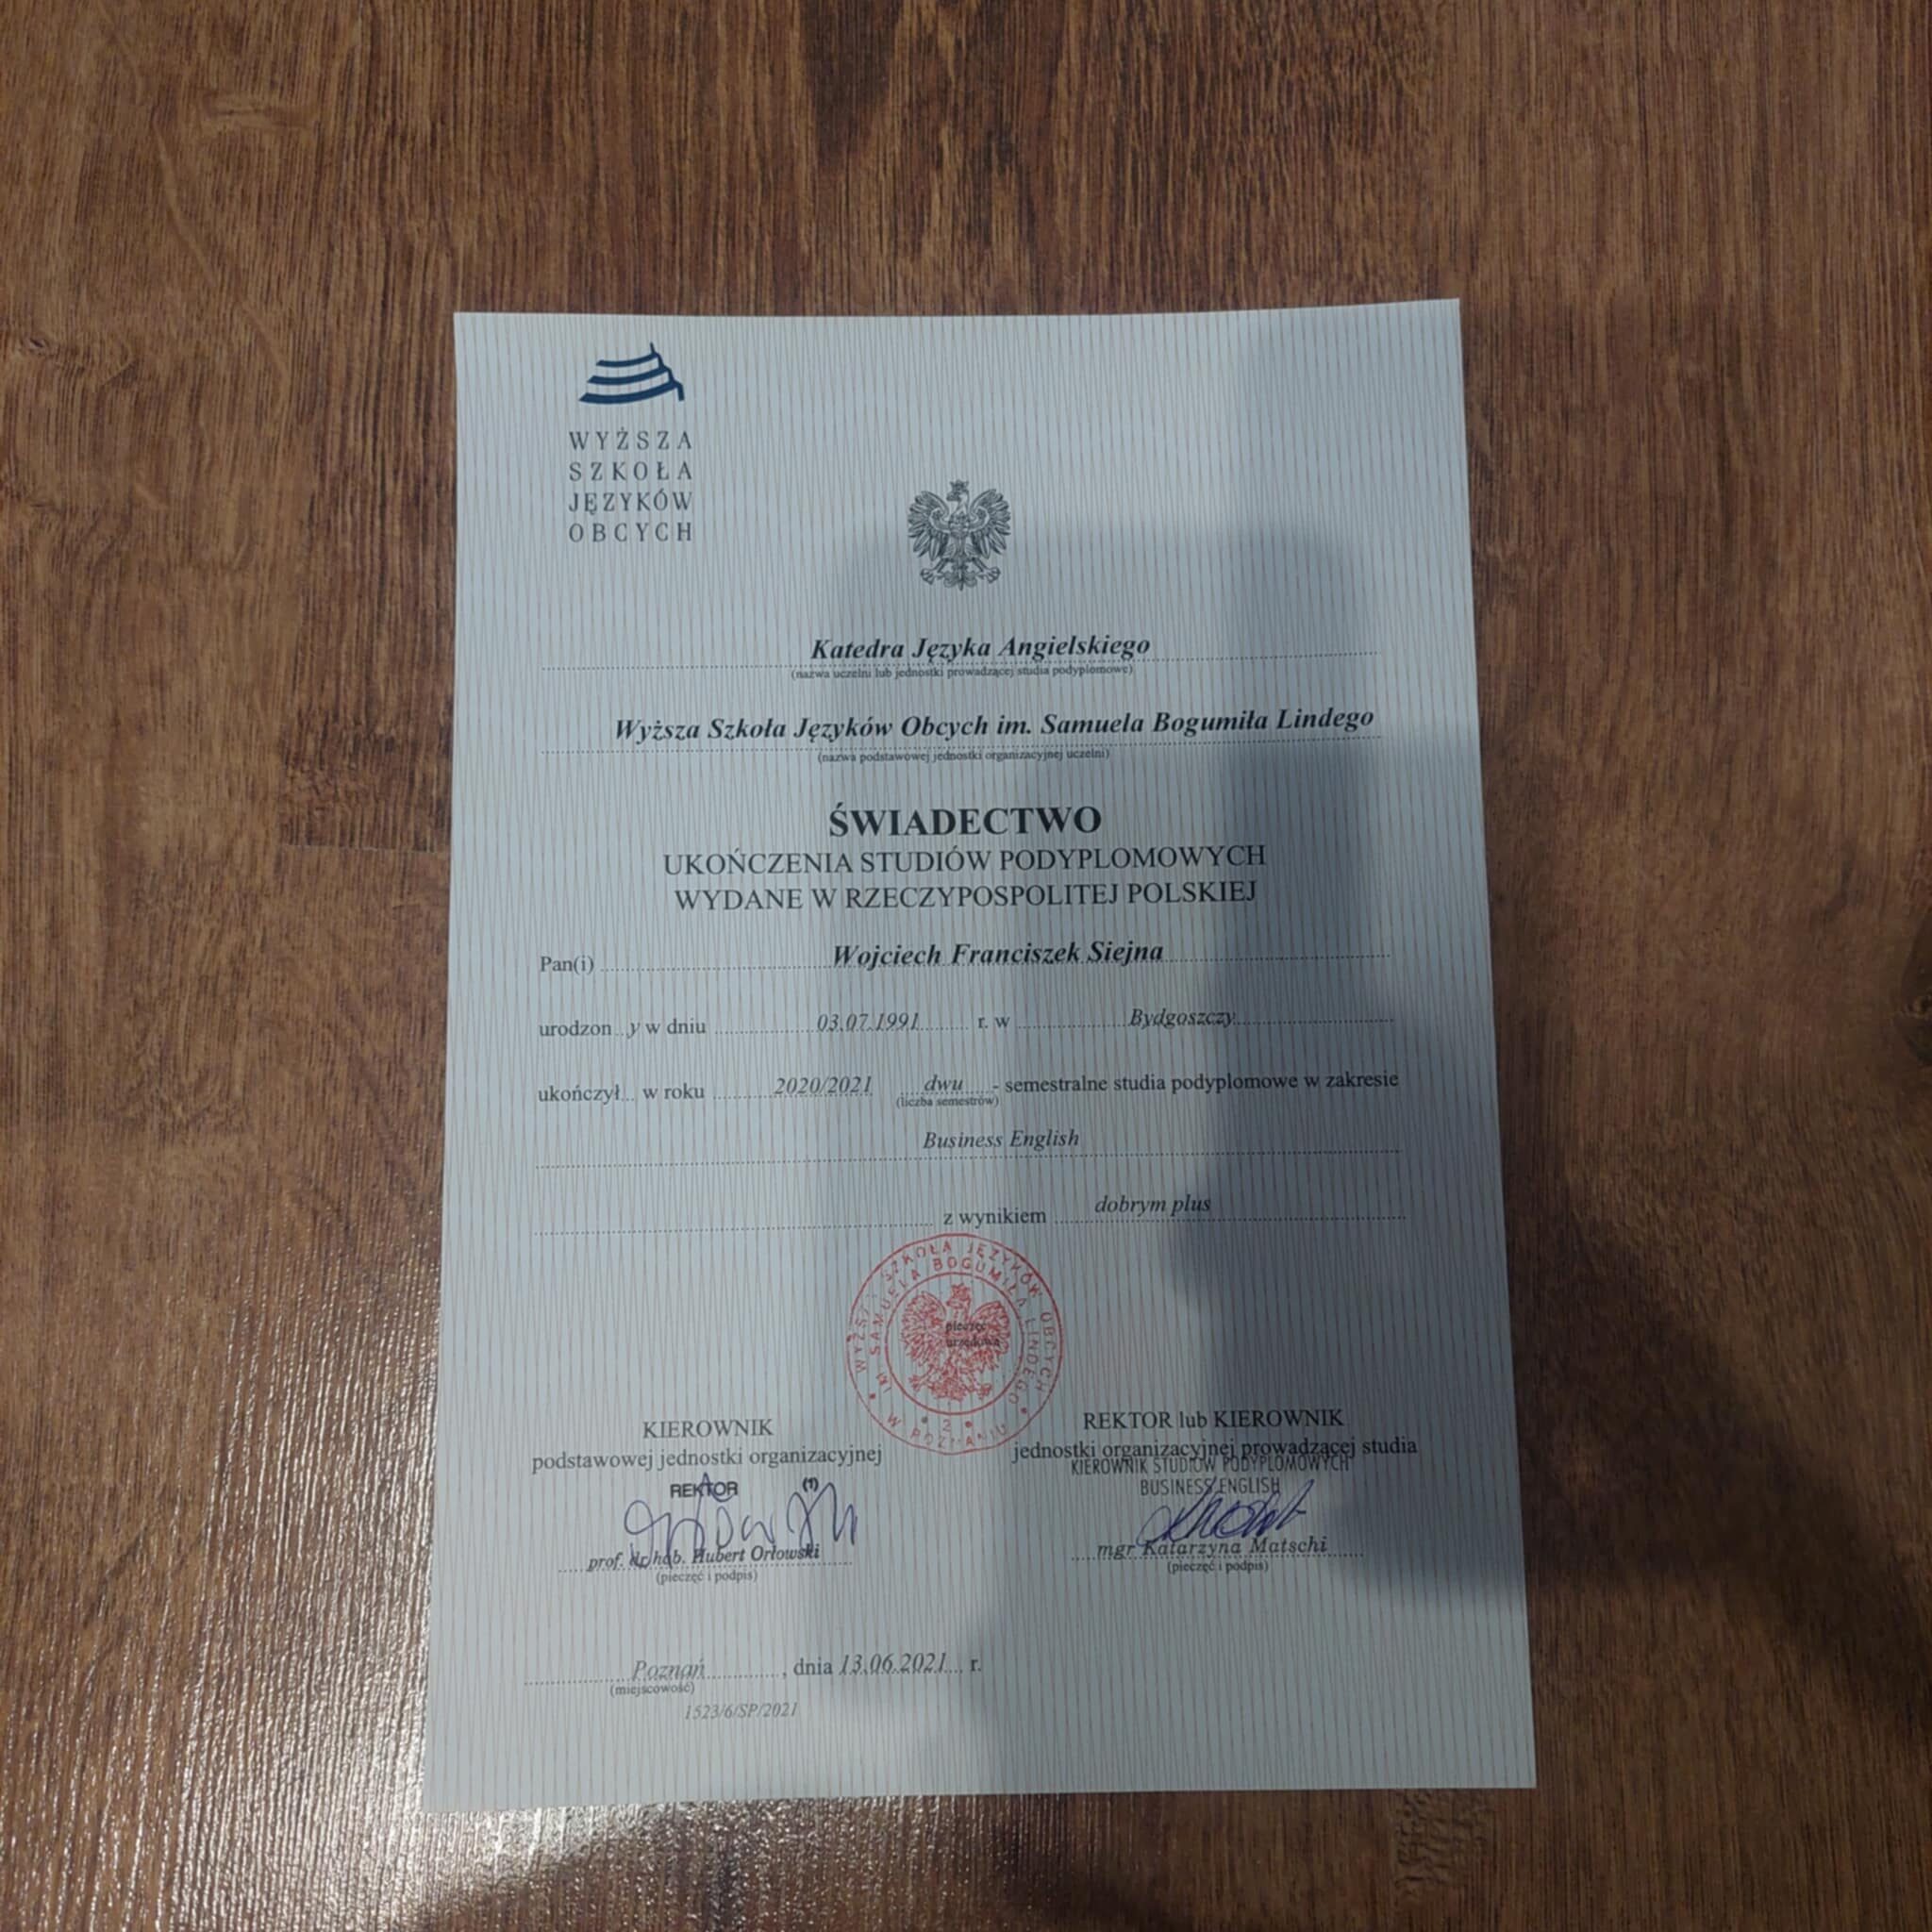 WYŻSZA
SZKOŁA
JĘZYKÓW
OBCYCH
Katedra Języka Angielskiego
(nazwa uczelni lub jednostki prowadzącej studia podyplomowe)
Wyższa Szkoła Języków Obcych im. Samuela Bogumiła Lindego
(nazwa podstawowej jednostki organizacyjnej uczelni)
ŚWIADECTWO
UKOŃCZENIA STUDIÓW PODYPLOMOWYCH
WYDANE W RZECZYPOSPOLITEJ POLSKIEJ
Pan(i) Wojciech Franciszek Siejna
urodzon y w dniu 03.07.1991 r. w Bydgoszczy
ukończył w roku 2020/2021 dwu - semestralne studia podyplomowe w zakresie
(liczba semestrów)
Business English
z wynikiem dobrym plus
WYŻSZA SZKOŁA JĘZYKÓW OBCYCH
IM SAMUELA BOGUMIŁA LINDEGO
W POZNANIU
2
pieczęć
urzędowa
KIEROWNIK
podstawowej jednostki organizacyjnej
REKTOR (1)
prof. dr hab. Hubert Orłowski
(pieczęć i podpis)
REKTOR lub KIEROWNIK
jednostki organizacyjnej prowadzącej studia
KIEROWNIK STUDIÓW PODYPLOMOWYCH
BUSINESS ENGLISH
mgr Katarzyna Matschi
(pieczęć i podpis)
Poznań, dnia 13.06.2021 r.
(miejscowość)
1523/6/SP/2021